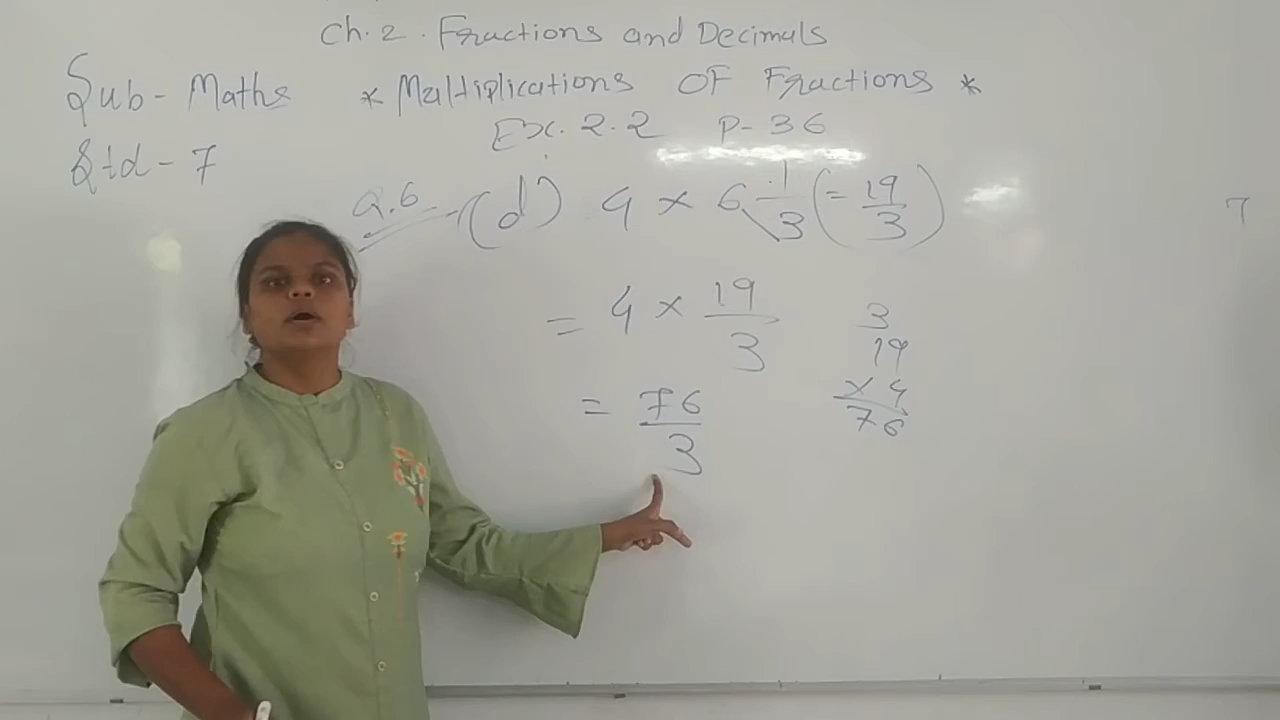 Ch. 2. Fractions and Decimals
Sub - Maths * Multiplications OF Fractions *
Ex. 2.2 P- 36
Std - 7
Q.6 (d) 4 × 6 1/3 (= 19/3)
7
= 4 × 19/3
3
19
× 4
76
= 76/3